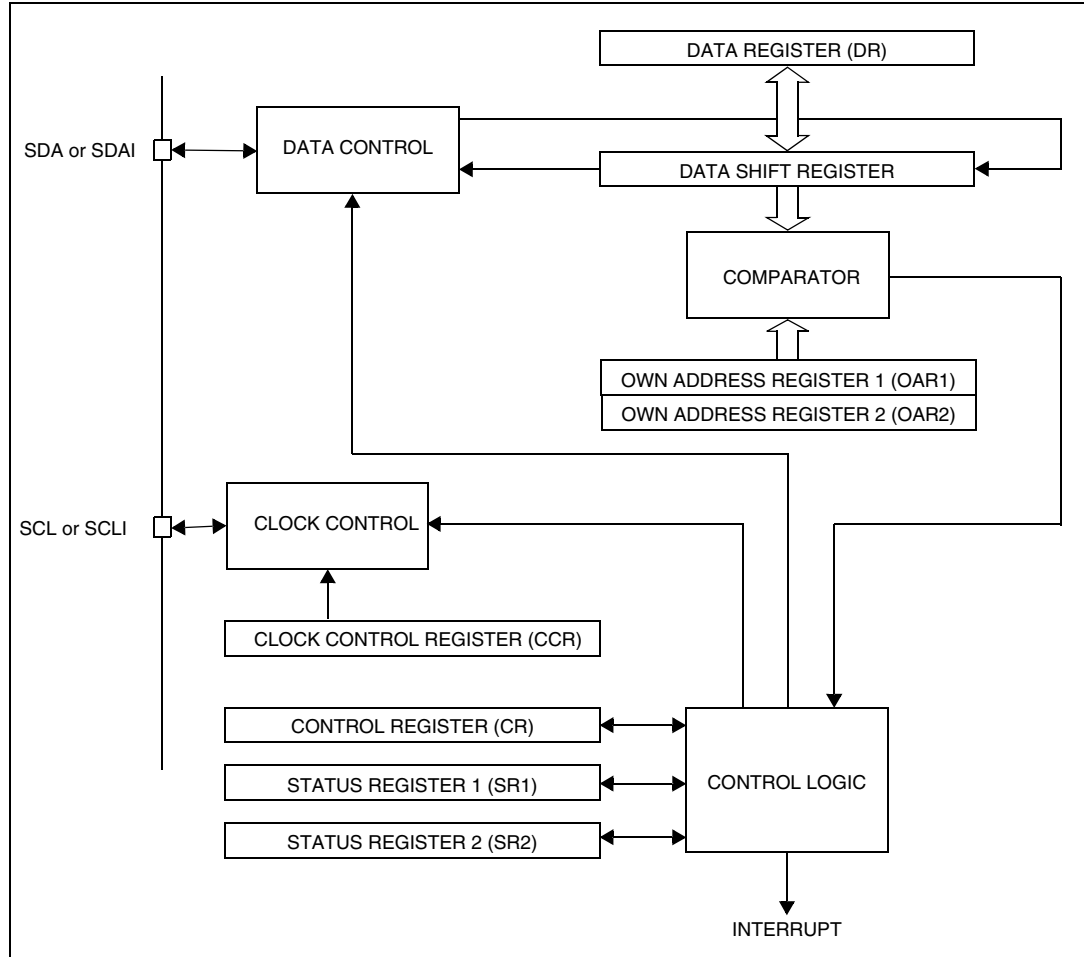 DATA REGISTER (DR)
SDA or SDAI
DATA CONTROL
DATA SHIFT REGISTER
COMPARATOR
OWN ADDRESS REGISTER 1 (OAR1)
OWN ADDRESS REGISTER 2 (OAR2)
SCL or SCLI
CLOCK CONTROL
CLOCK CONTROL REGISTER (CCR)
CONTROL REGISTER (CR)
STATUS REGISTER 1 (SR1)
CONTROL LOGIC
STATUS REGISTER 2 (SR2)
INTERRUPT